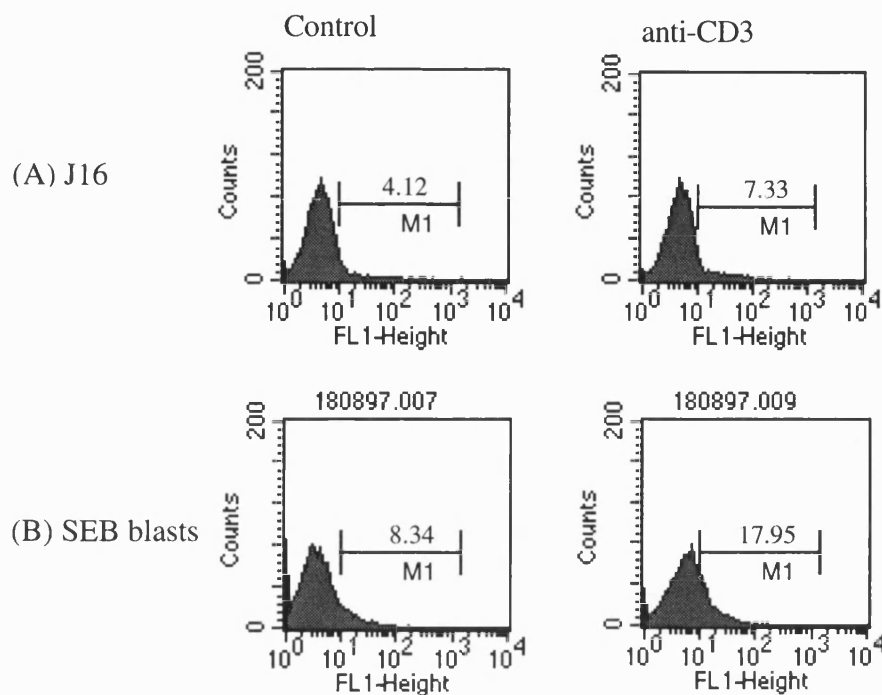 Control
anti-CD3
(A) J16
200
Counts
0
4.12
M1
10^0 10^1 10^2 10^3 10^4
FL1-Height
200
Counts
0
7.33
M1
10^0 10^1 10^2 10^3 10^4
FL1-Height
(B) SEB blasts
180897.007
200
Counts
0
8.34
M1
10^0 10^1 10^2 10^3 10^4
FL1-Height
180897.009
200
Counts
0
17.95
M1
10^0 10^1 10^2 10^3 10^4
FL1-Height